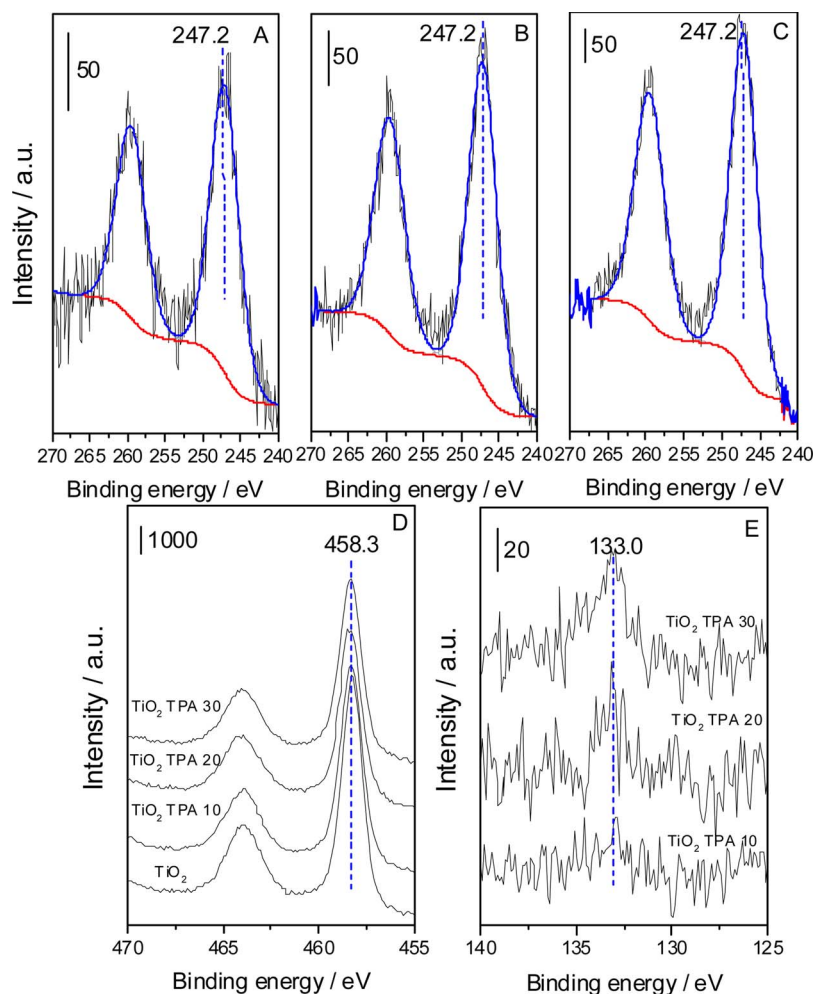 247.2 A
50
247.2 B
50
247.2 C
50
Intensity / a.u.
270 265 260 255 250 245 240
270 265 260 255 250 245 240
270 265 260 255 250 245 240
Binding energy / eV
Binding energy / eV
Binding energy / eV
D
1000
458.3
TiO2 TPA 30
TiO2 TPA 20
TiO2 TPA 10
TiO2
Intensity / a.u.
470 465 460 455
Binding energy / eV
E
20
133.0
TiO2 TPA 30
TiO2 TPA 20
TiO2 TPA 10
Intensity / a.u.
140 135 130 125
Binding energy / eV